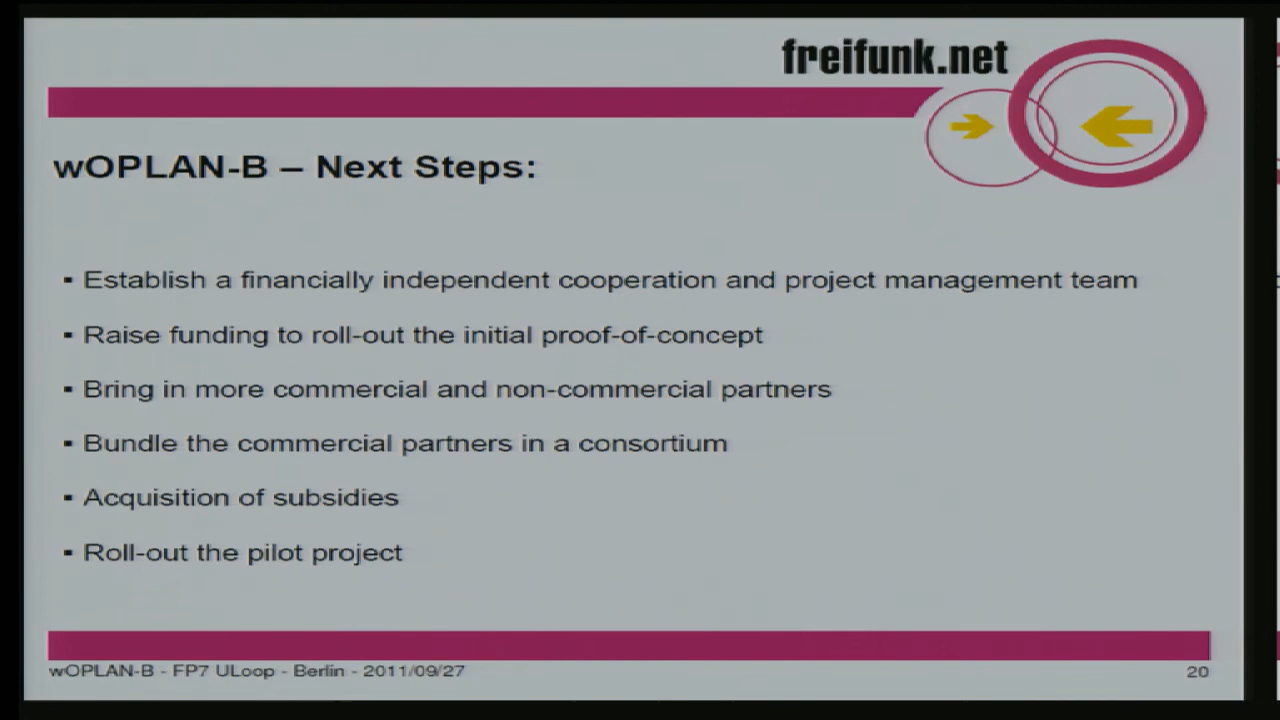 freifunk.net
wOPLAN-B – Next Steps:
▪ Establish a financially independent cooperation and project management team
▪ Raise funding to roll-out the initial proof-of-concept
▪ Bring in more commercial and non-commercial partners
▪ Bundle the commercial partners in a consortium
▪ Acquisition of subsidies
▪ Roll-out the pilot project
wOPLAN-B - FP7 ULoop - Berlin - 2011/09/27
20